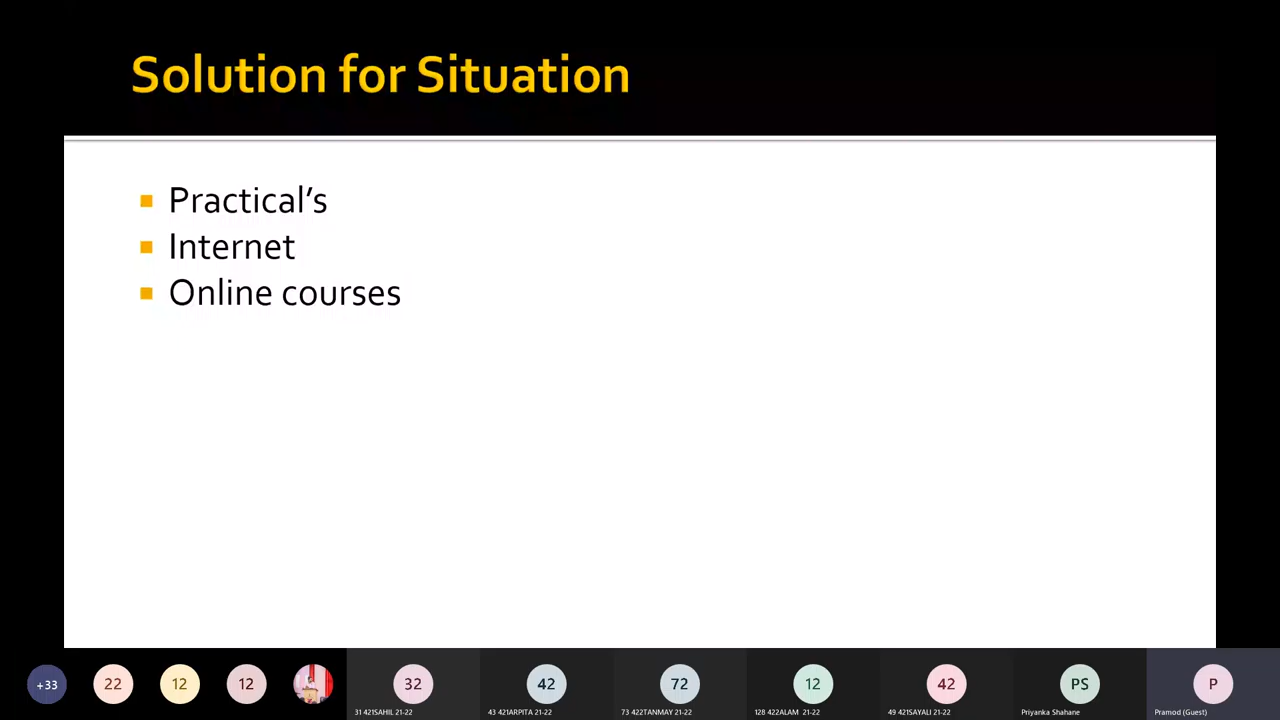 Solution for Situation
Practical’s
Internet
Online courses
+33
22
12
12
32
42
72
12
42
PS
P
31 421SAHIL 21-22
43 421ARPITA 21-22
73 422TANMAY 21-22
128 422ALAM 21-22
49 421SAYALI 21-22
Priyanka Shahane
Pramod (Guest)